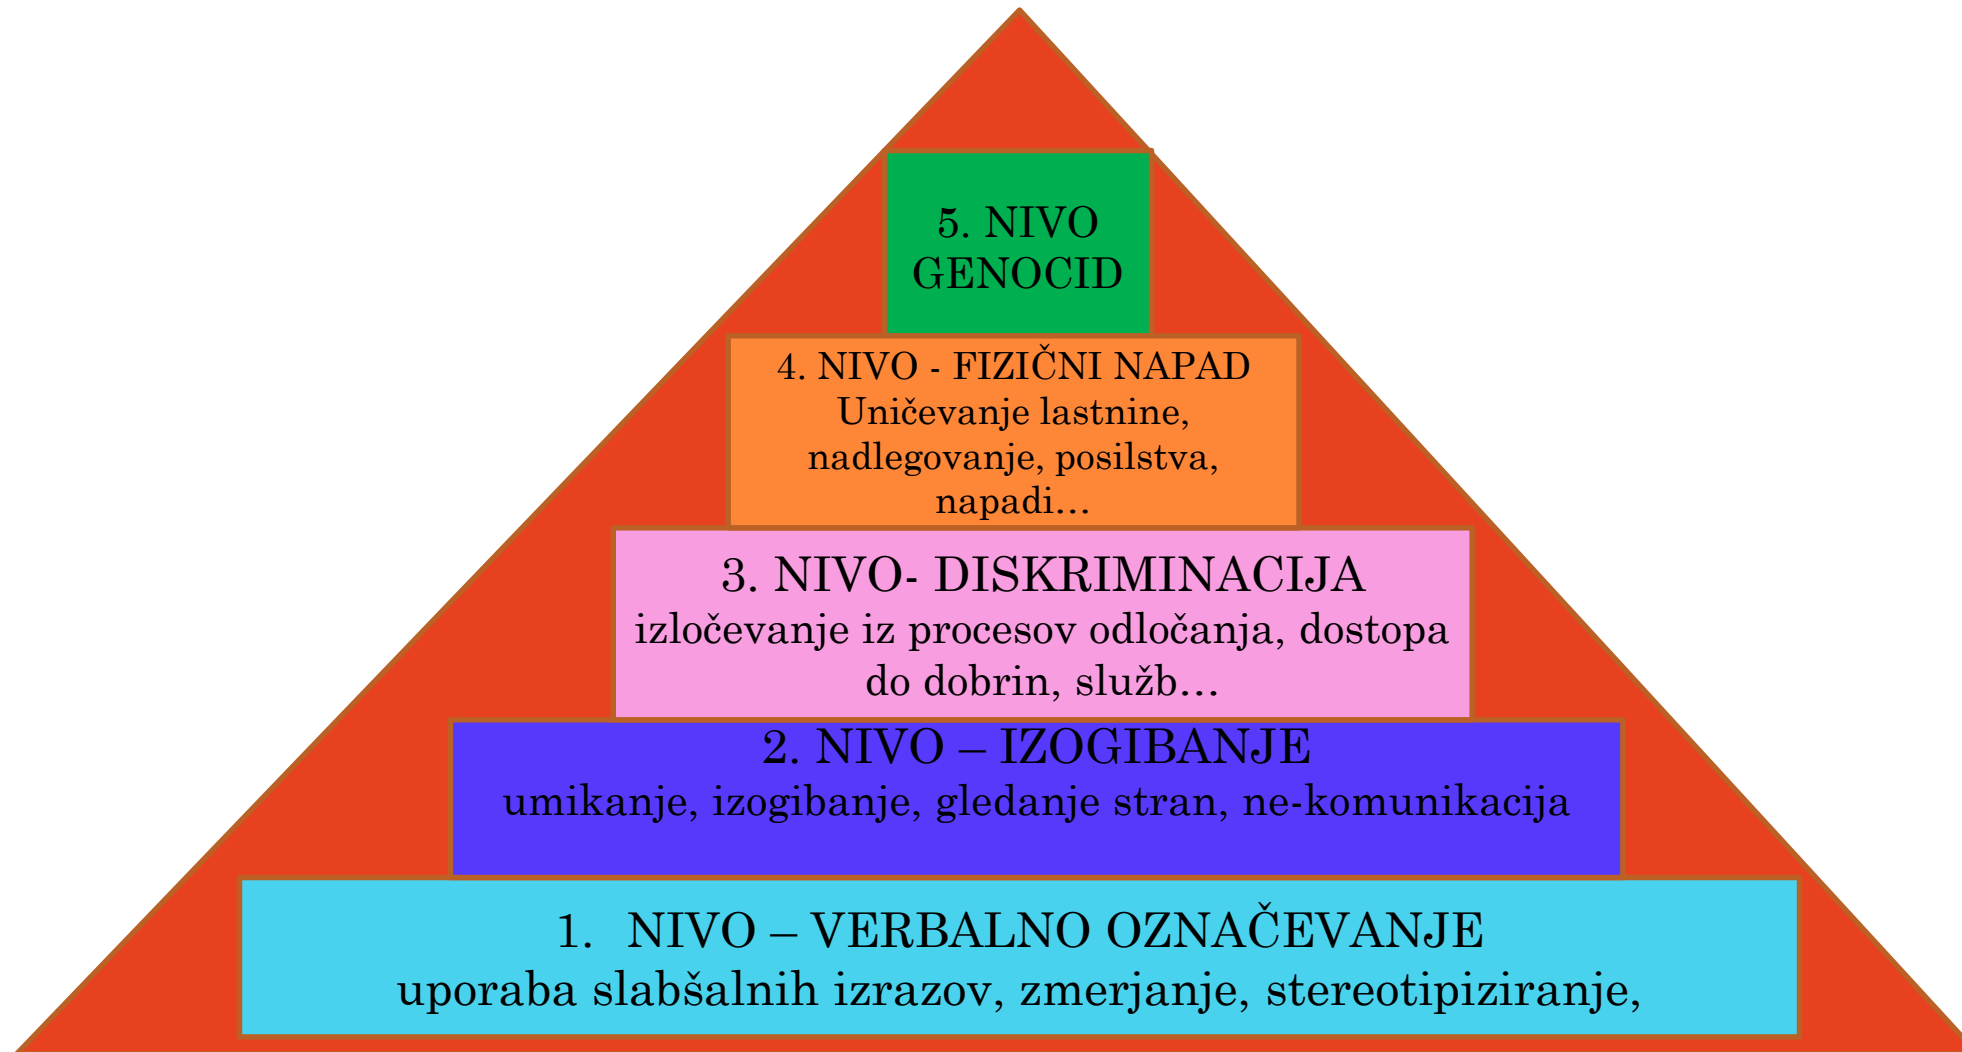 5. NIVO
GENOCID
4. NIVO - FIZIČNI NAPAD
Uničevanje lastnine,
nadlegovanje, posilstva,
napadi...
3. NIVO- DISKRIMINACIJA
izločevanje iz procesov odločanja, dostopa
do dobrin, služb...
2. NIVO – IZOGIBANJE
umikanje, izogibanje, gledanje stran, ne-komunikacija
1. NIVO – VERBALNO OZNAČEVANJE
uporaba slabšalnih izrazov, zmerjanje, stereotipiziranje,